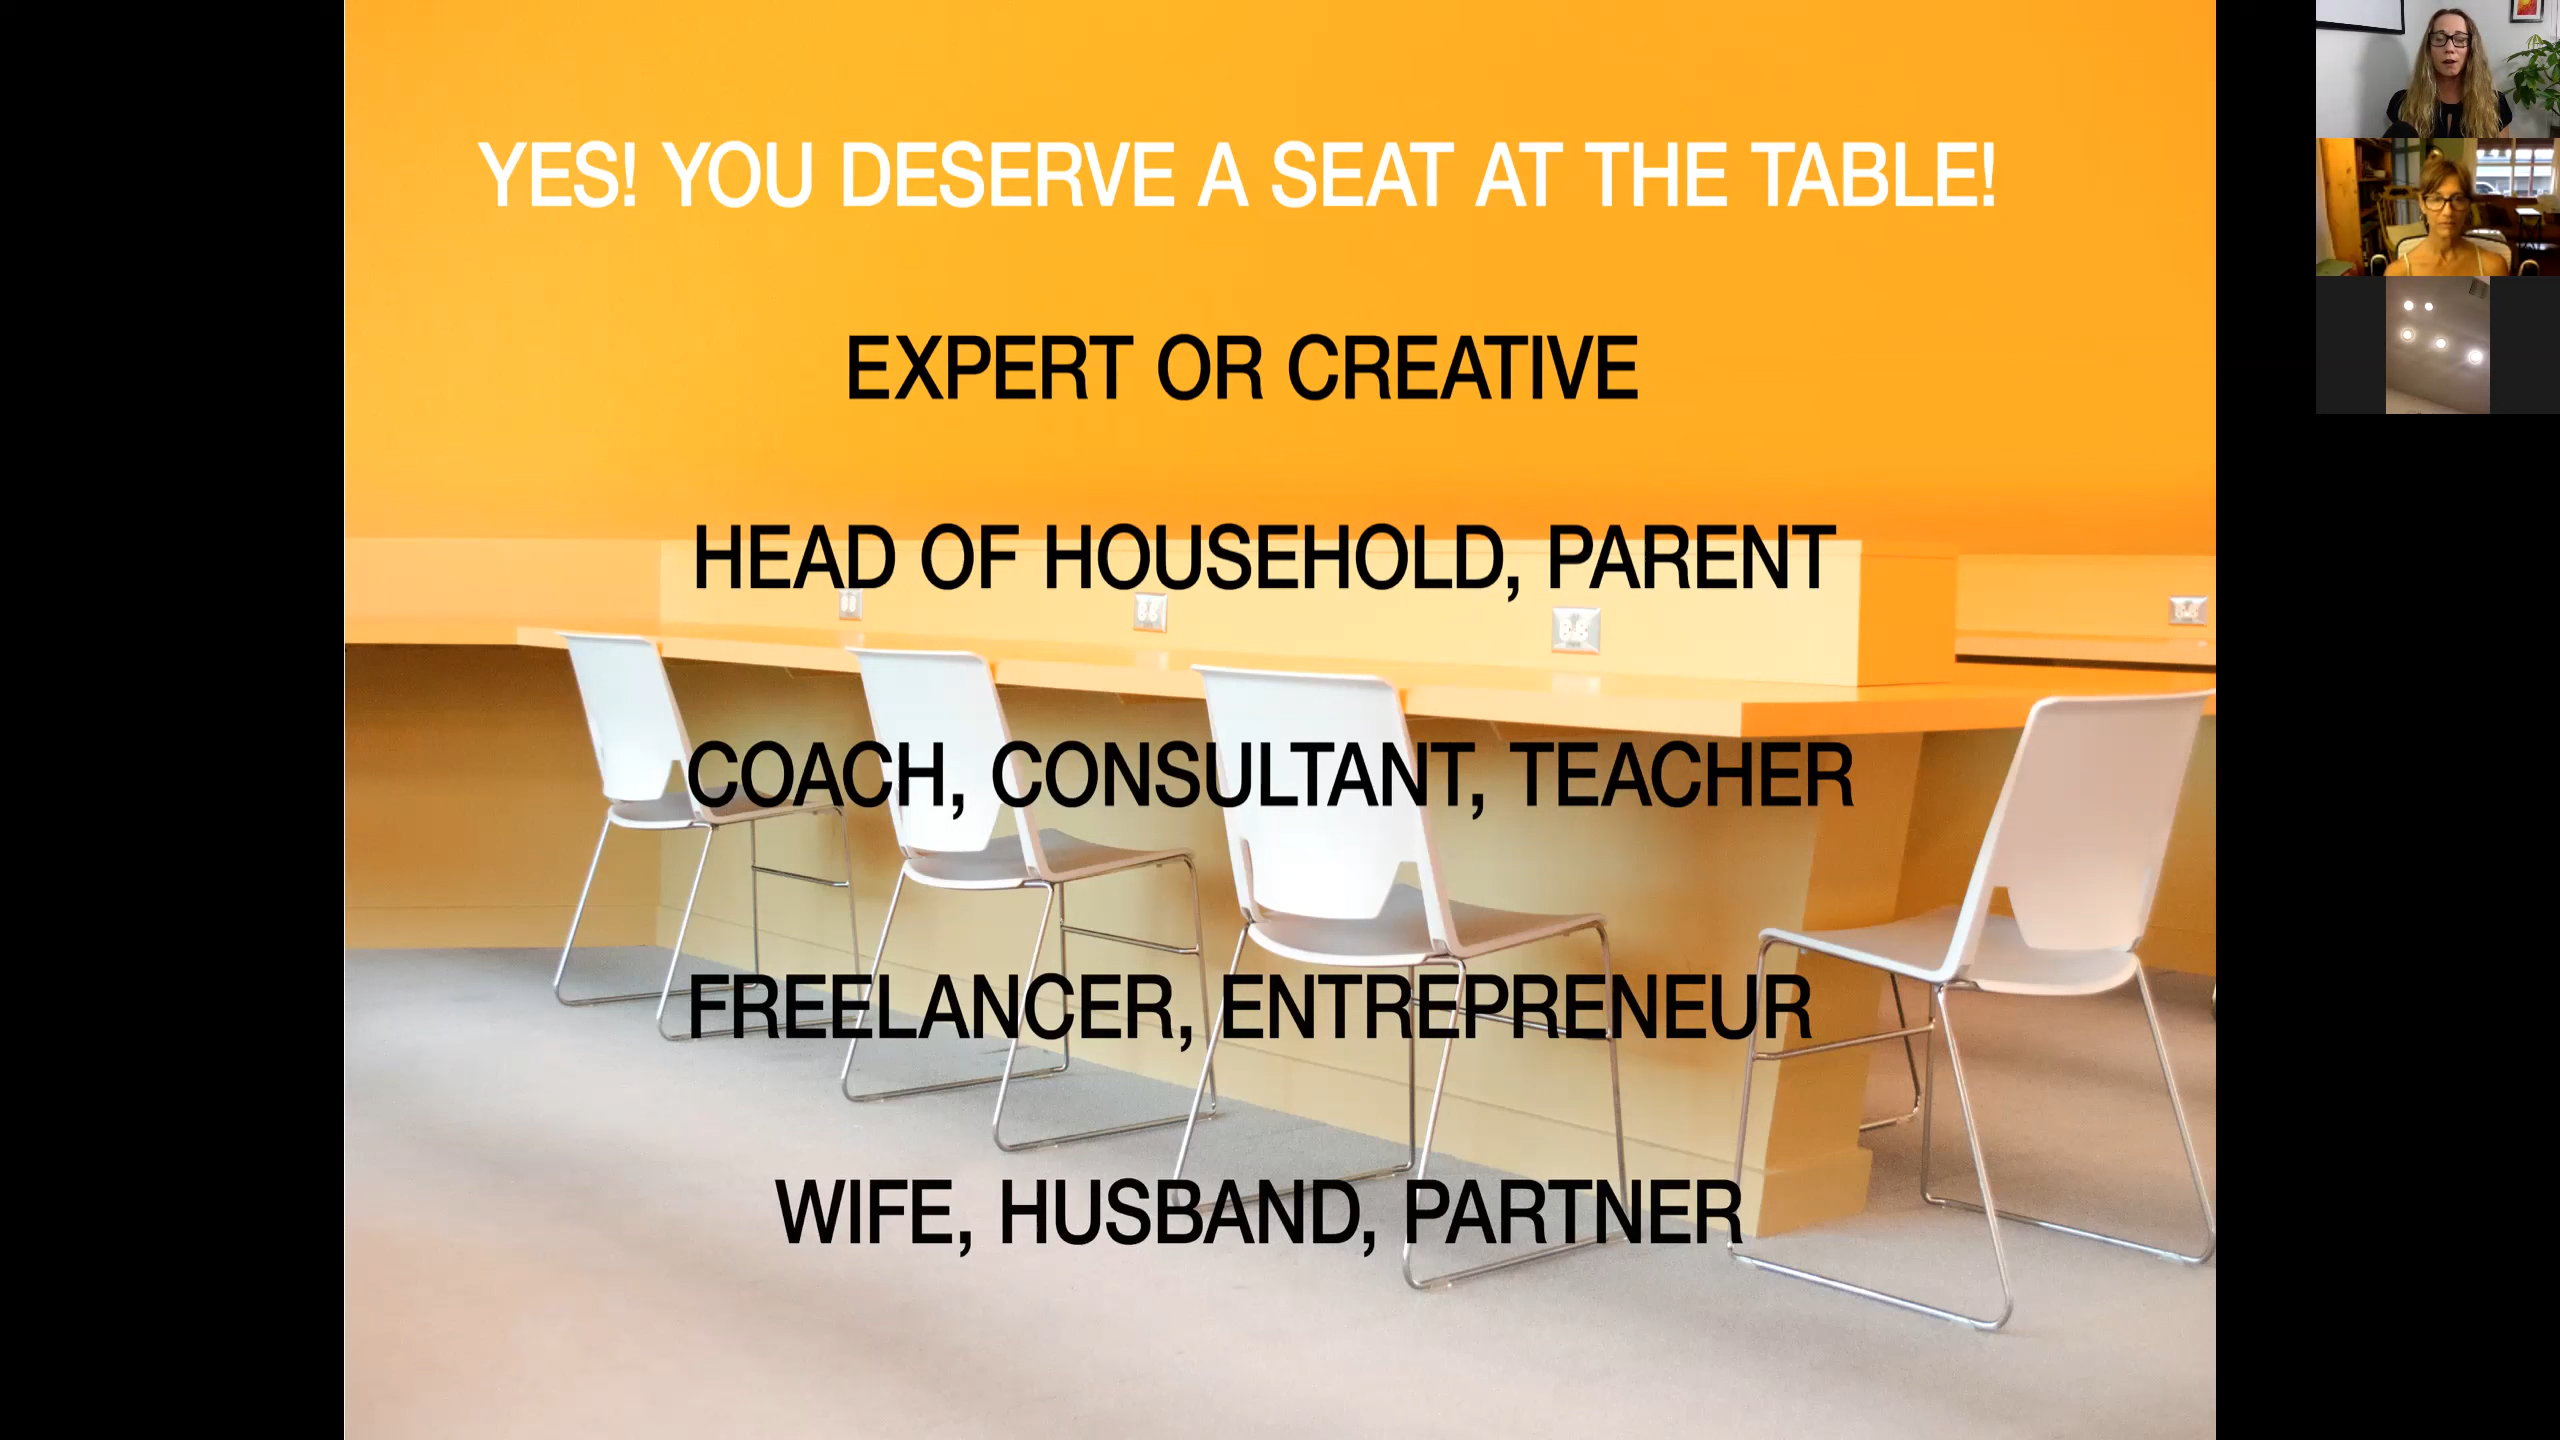 YES! YOU DESERVE A SEAT AT THE TABLE!
EXPERT OR CREATIVE
HEAD OF HOUSEHOLD, PARENT
COACH, CONSULTANT, TEACHER
FREELANCER, ENTREPRENEUR
WIFE, HUSBAND, PARTNER